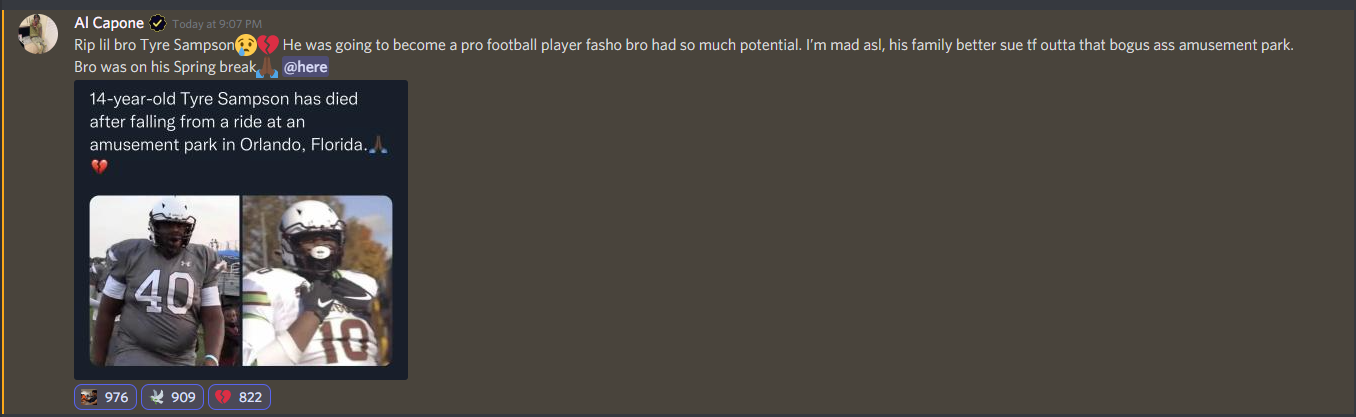 Al Capone Today at 9:07 PM
Rip lil bro Tyre Sampson😢💔 He was going to become a pro football player fasho bro had so much potential. I'm mad asl, his family better sue tf outta that bogus ass amusement park.
Bro was on his Spring break🙏🏿 @here
14-year-old Tyre Sampson has died
after falling from a ride at an
amusement park in Orlando, Florida.🙏🏿
💔
40
10
976 909 822